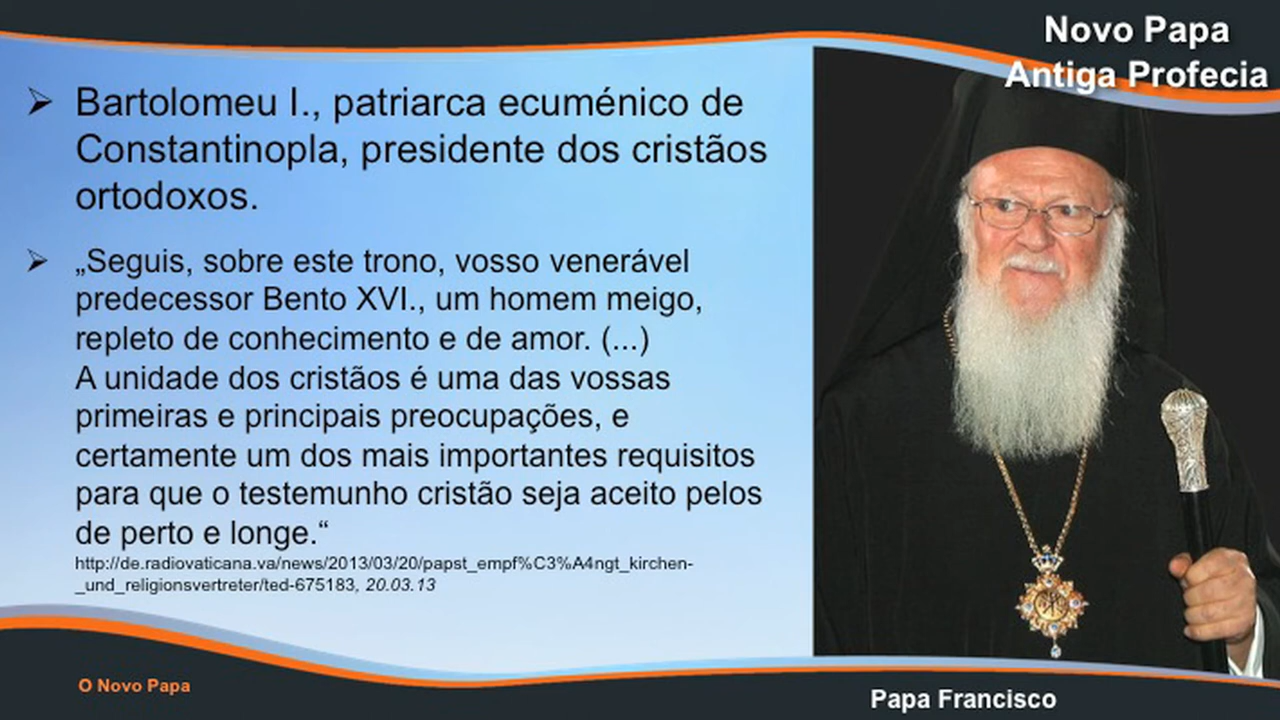 Novo Papa
Antiga Profecia
Bartolomeu I., patriarca ecuménico de
Constantinopla, presidente dos cristãos
ortodoxos.
„Seguis, sobre este trono, vosso venerável
predecessor Bento XVI., um homem meigo,
repleto de conhecimento e de amor. (...)
A unidade dos cristãos é uma das vossas
primeiras e principais preocupações, e
certamente um dos mais importantes requisitos
para que o testemunho cristão seja aceito pelos
de perto e longe.“
http://de.radiovaticana.va/news/2013/03/20/papst_empf%C3%A4ngt_kirchen-
_und_religionsvertreter/ted-675183, 20.03.13
O Novo Papa
Papa Francisco